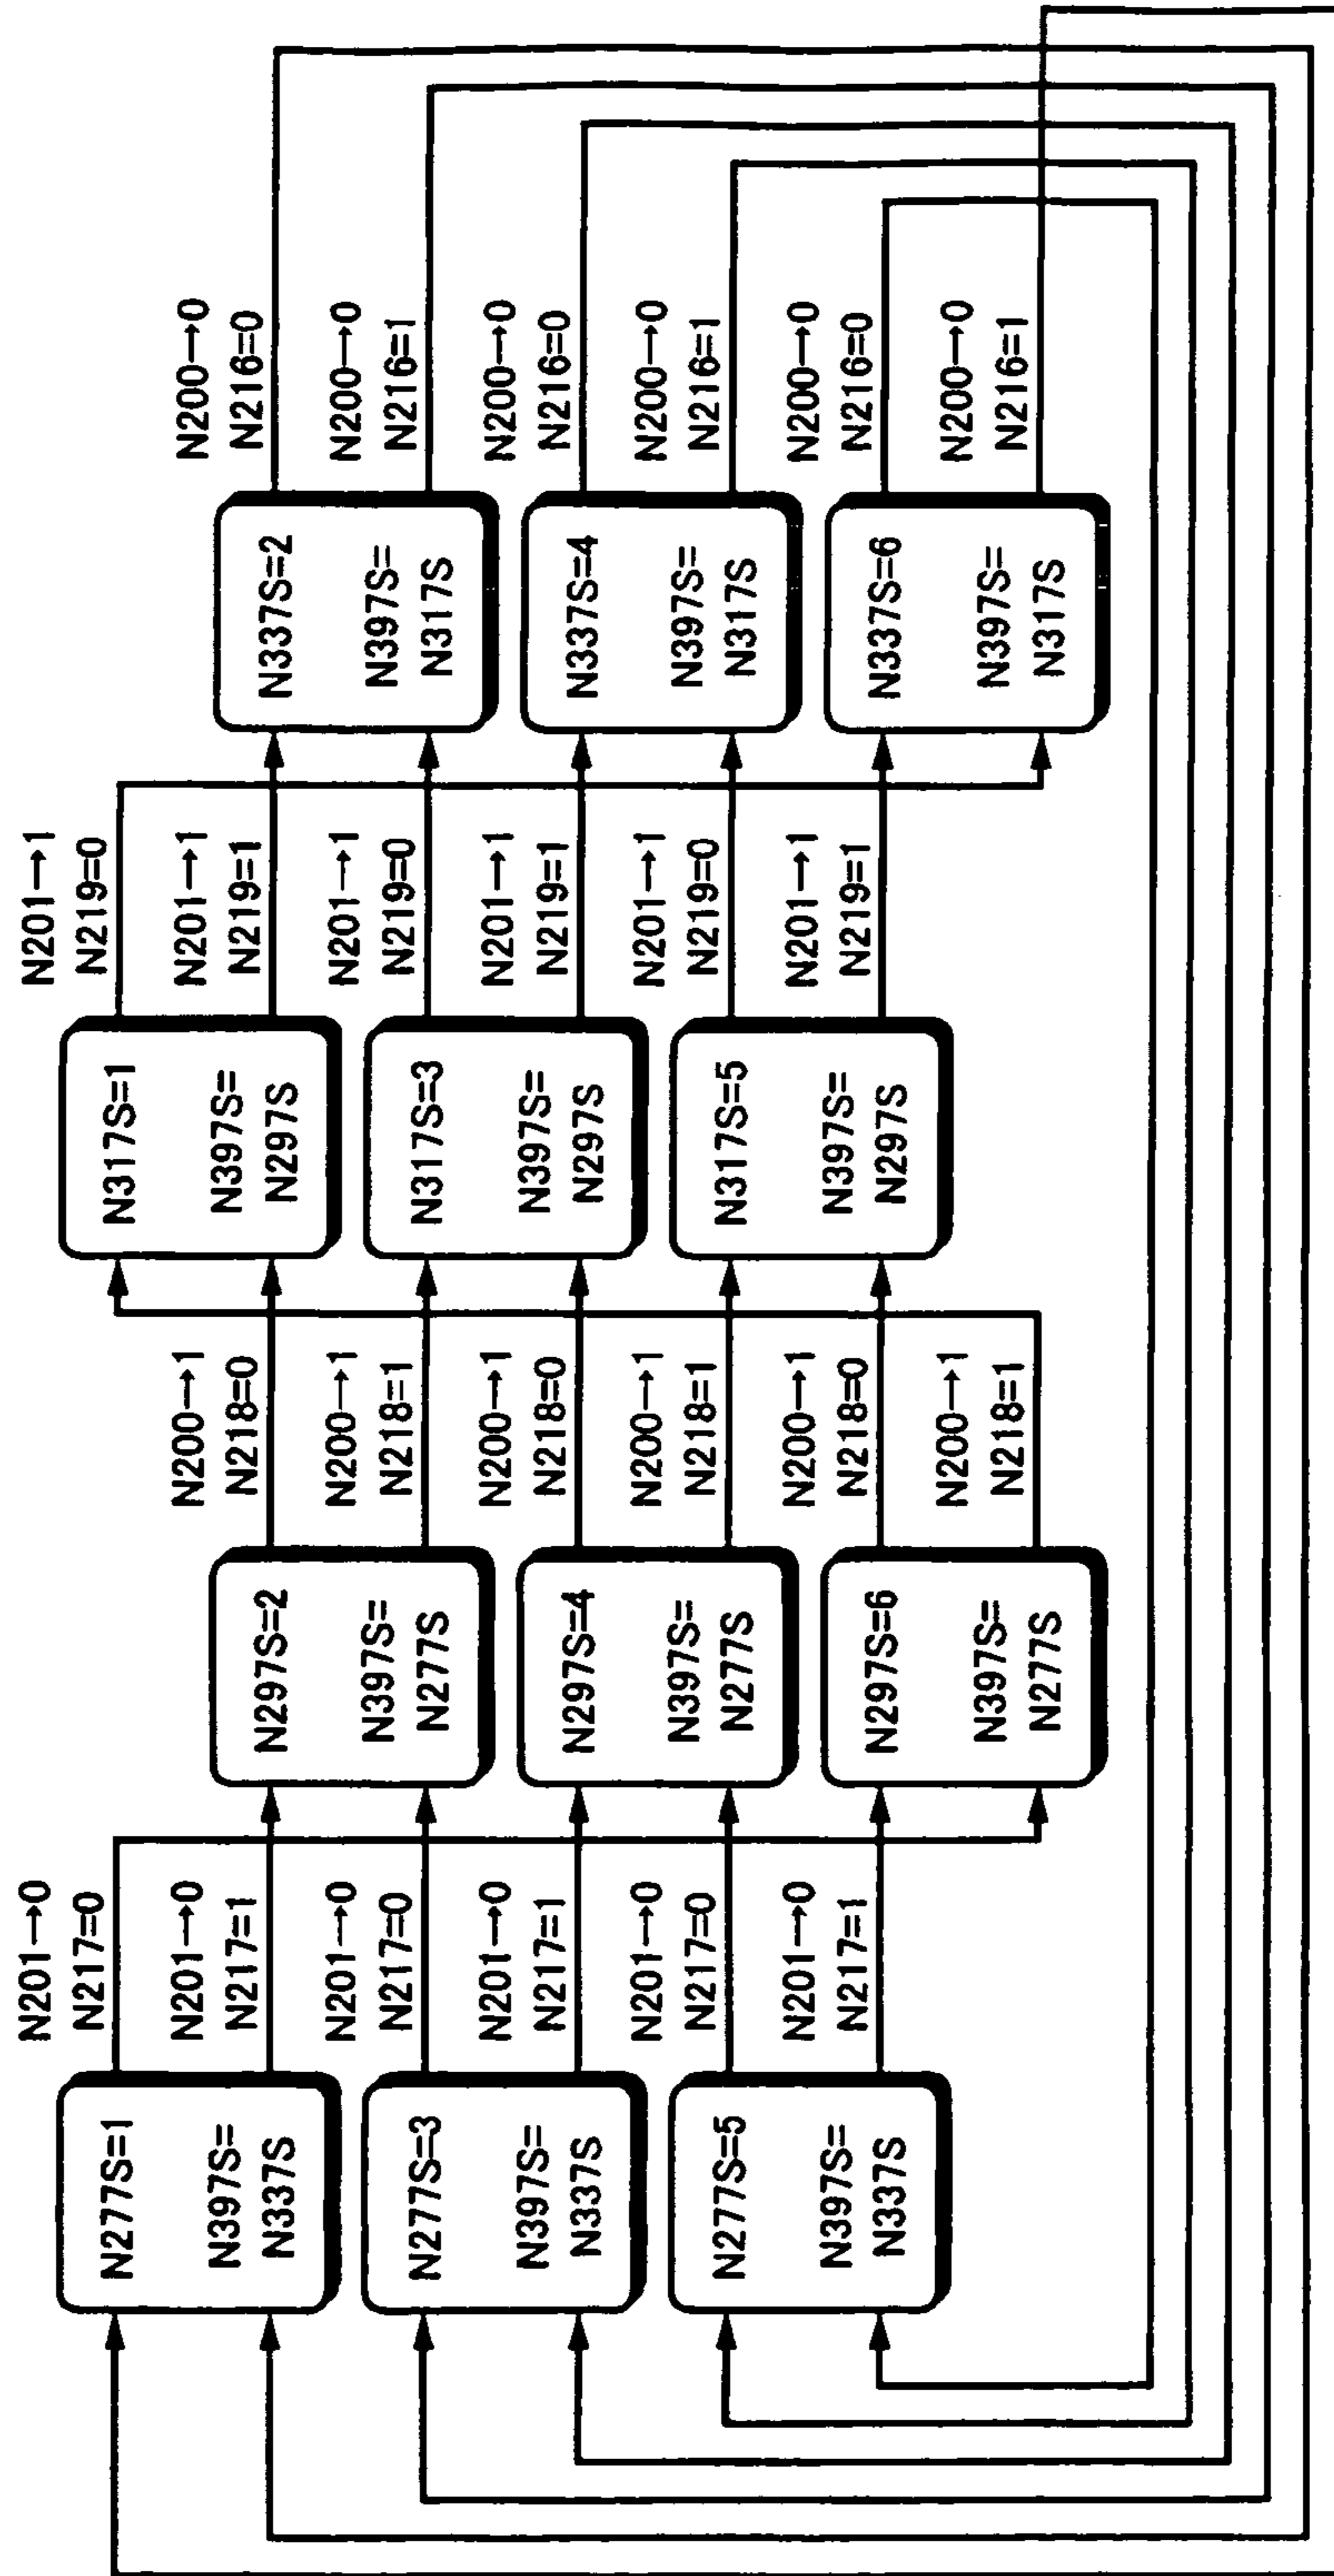 N277S=1
N397S=
N337S
N277S=3
N397S=
N337S
N277S=5
N397S=
N337S
N201→0
N217=0
N201→0
N217=1
N201→0
N217=0
N201→0
N217=1
N201→0
N217=0
N201→0
N217=1
N297S=2
N397S=
N277S
N297S=4
N397S=
N277S
N297S=6
N397S=
N277S
N200→1
N218=0
N200→1
N218=1
N200→1
N218=0
N200→1
N218=1
N200→1
N218=0
N200→1
N218=1
N317S=1
N397S=
N297S
N317S=3
N397S=
N297S
N317S=5
N397S=
N297S
N201→1
N219=0
N201→1
N219=1
N201→1
N219=0
N201→1
N219=1
N201→1
N219=0
N201→1
N219=1
N337S=2
N397S=
N317S
N337S=4
N397S=
N317S
N337S=6
N397S=
N317S
N200→0
N216=0
N200→0
N216=1
N200→0
N216=0
N200→0
N216=1
N200→0
N216=0
N200→0
N216=1